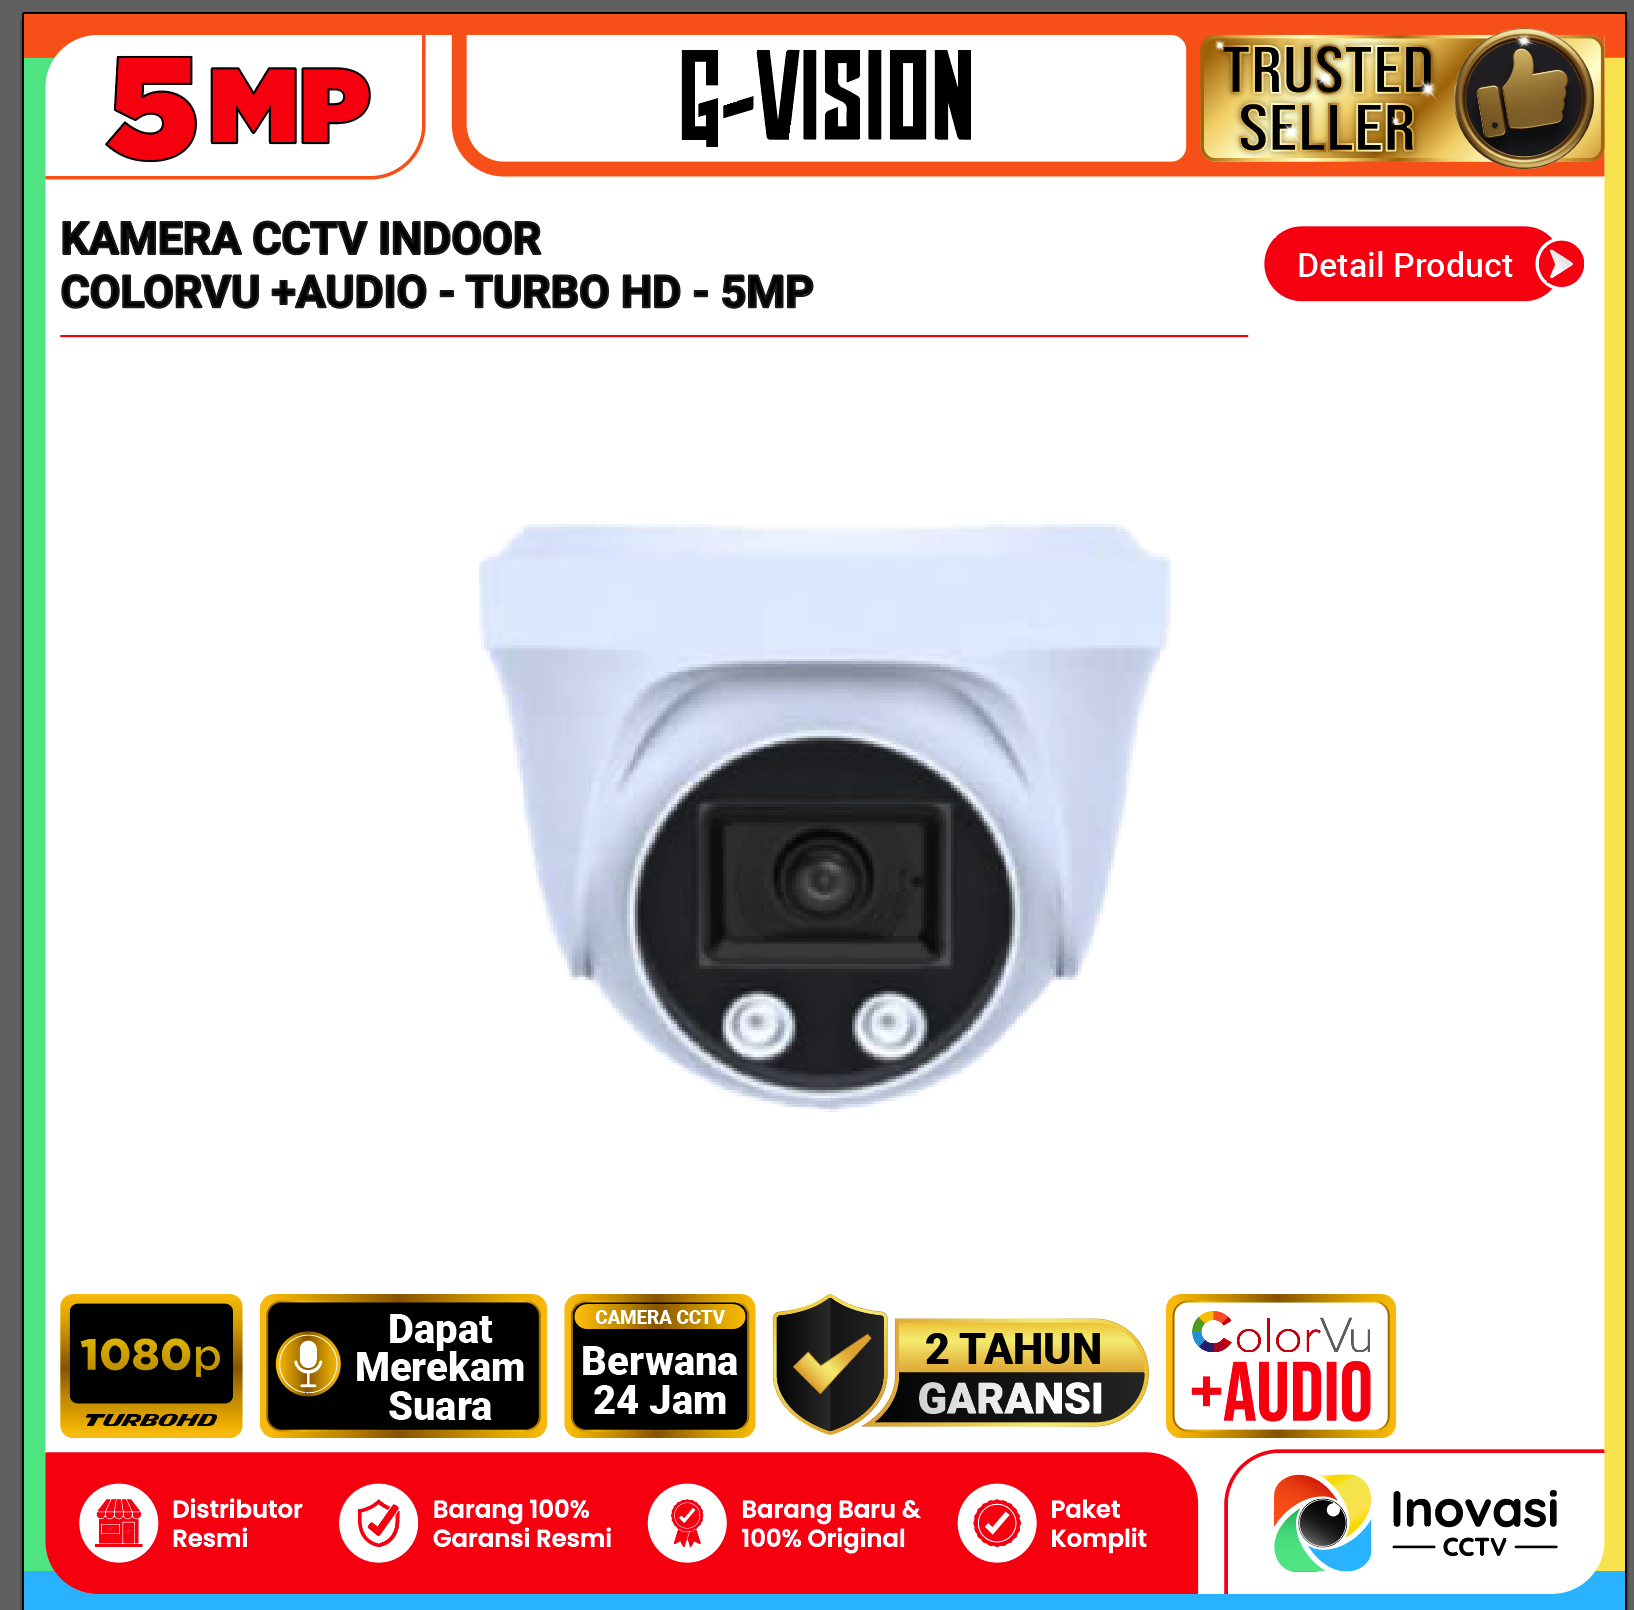 5MP
G-VISION
TRUSTED
SELLER
KAMERA CCTV INDOOR
COLORVU +AUDIO - TURBO HD - 5MP
Detail Product
1080p
TURBOHD
Dapat
Merekam
Suara
CAMERA CCTV
Berwana
24 Jam
2 TAHUN
GARANSI
ColorVu
+AUDIO
Distributor
Resmi
Barang 100%
Garansi Resmi
Barang Baru &
100% Original
Paket
Komplit
Inovasi
CCTV